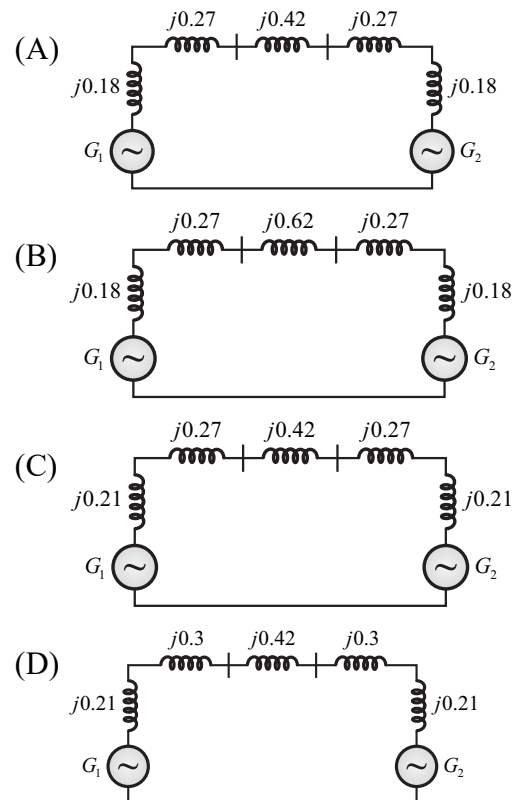 j0.27 j0.42 j0.27
(A)
j0.18 j0.18
G₁ G₂
j0.27 j0.62 j0.27
(B)
j0.18 j0.18
G₁ G₂
j0.27 j0.42 j0.27
(C)
j0.21 j0.21
G₁ G₂
j0.3 j0.42 j0.3
(D)
j0.21 j0.21
G₁ G₂